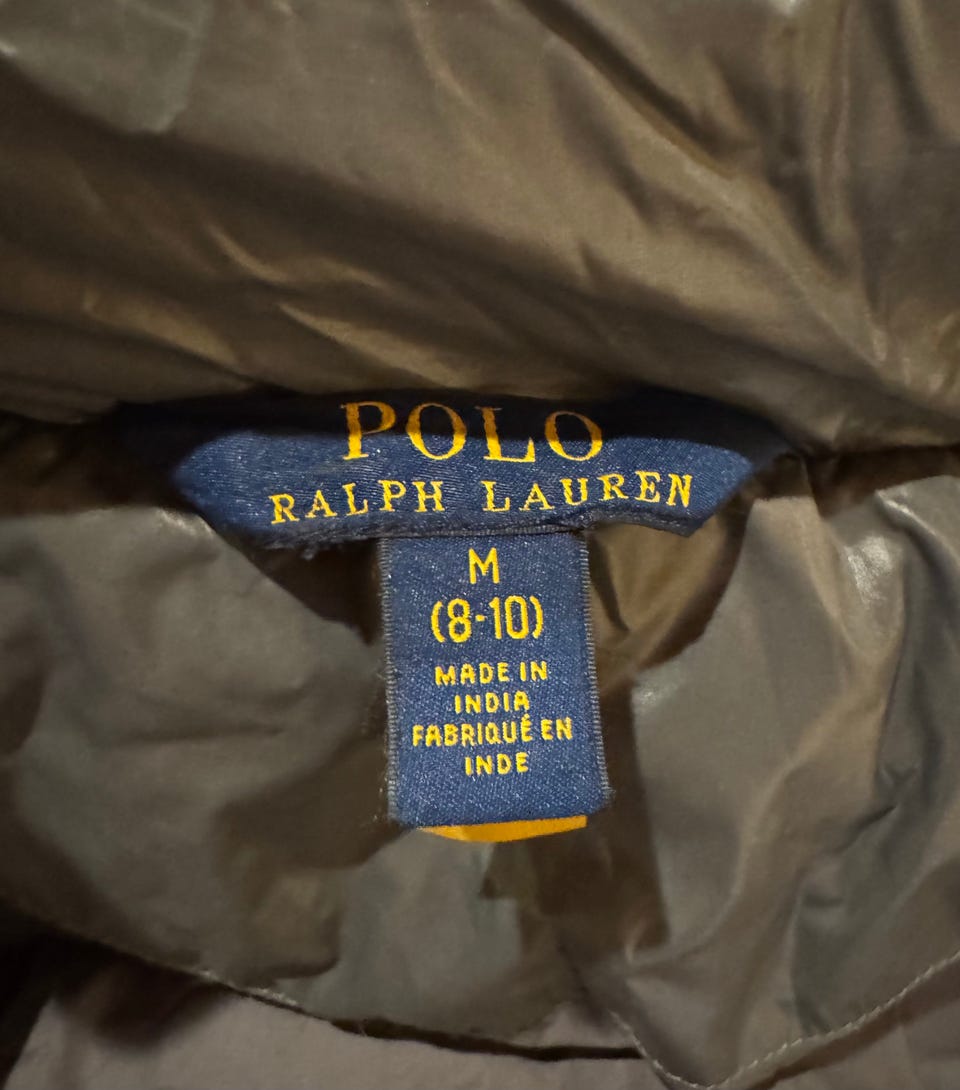 POLO
RALPH LAUREN
M
(8-10)
MADE IN
INDIA
FABRIQUÉ EN
INDE